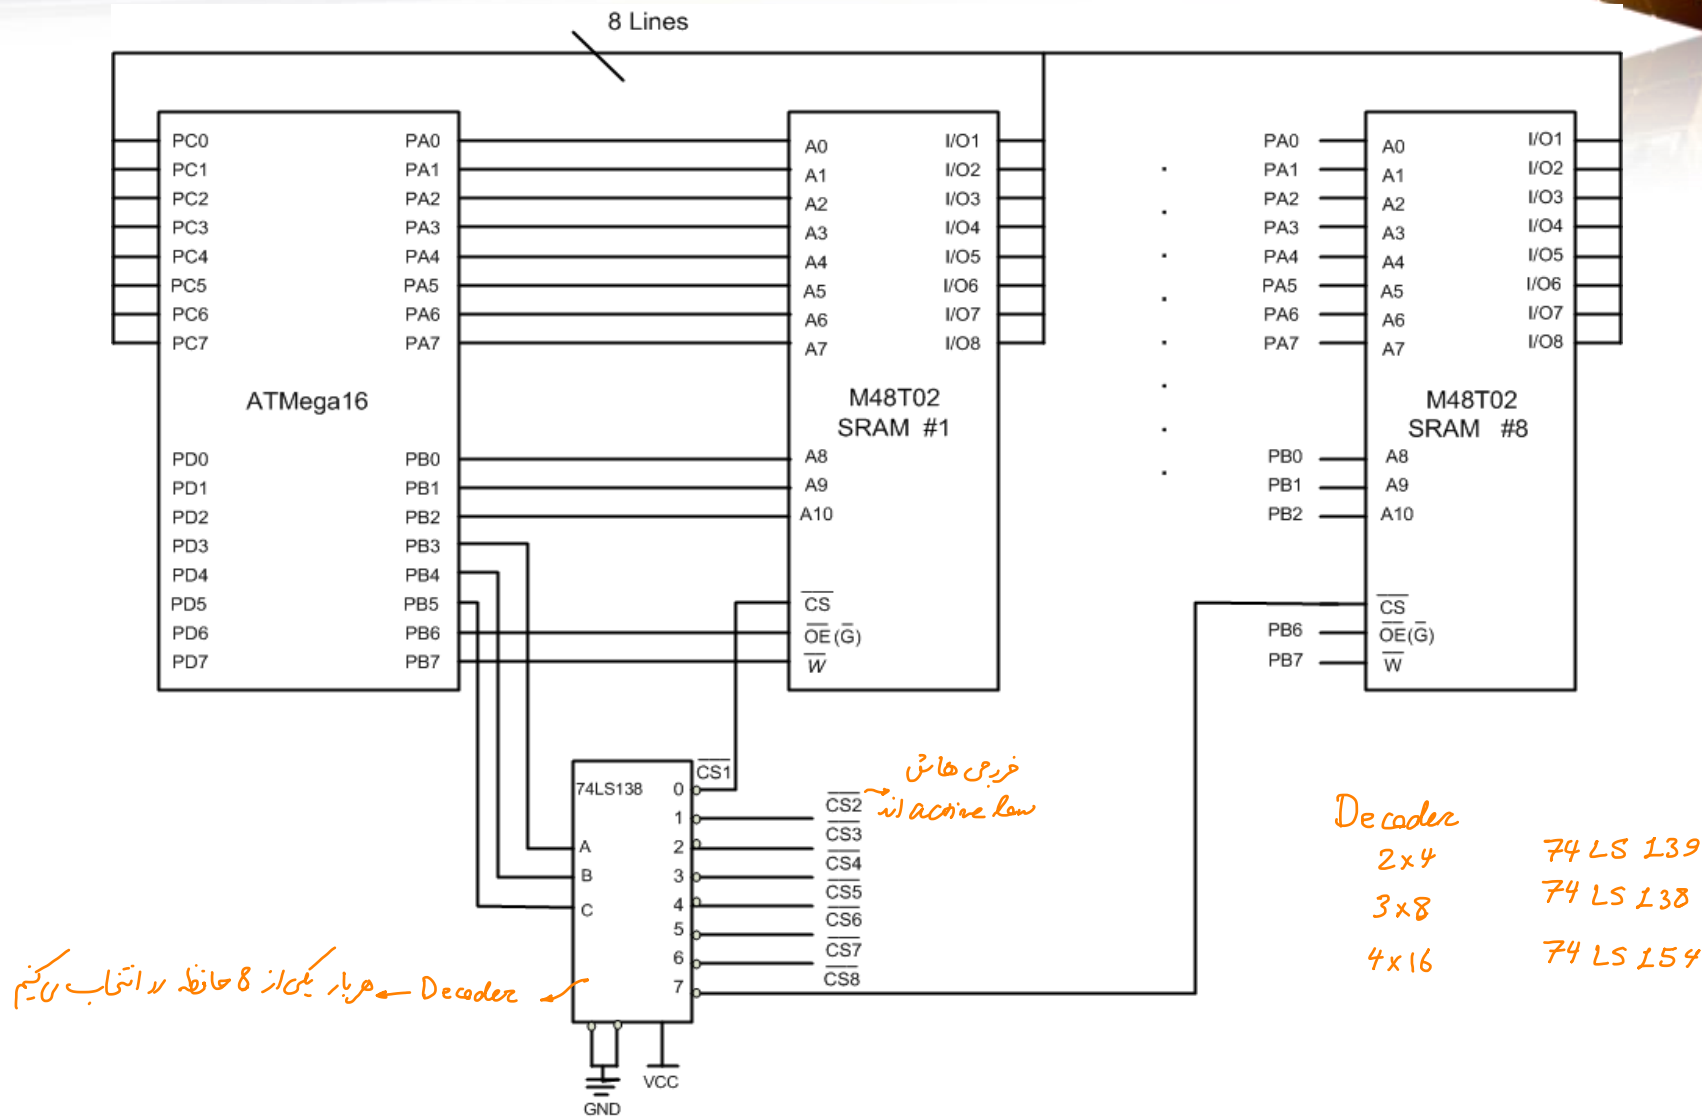 8 Lines
PC0
PC1
PC2
PC3
PC4
PC5
PC6
PC7
PA0
PA1
PA2
PA3
PA4
PA5
PA6
PA7
ATMega16
PD0
PD1
PD2
PD3
PD4
PD5
PD6
PD7
PB0
PB1
PB2
PB3
PB4
PB5
PB6
PB7
A0
A1
A2
A3
A4
A5
A6
A7
I/O1
I/O2
I/O3
I/O4
I/O5
I/O6
I/O7
I/O8
M48T02
SRAM #1
A8
A9
A10
CS
OE(G)
W
PA0
PA1
PA2
PA3
PA4
PA5
PA6
PA7
PB0
PB1
PB2
PB6
PB7
A0
A1
A2
A3
A4
A5
A6
A7
I/O1
I/O2
I/O3
I/O4
I/O5
I/O6
I/O7
I/O8
M48T02
SRAM #8
A8
A9
A10
CS
OE(G)
W
74LS138
A
B
C
0
1
2
3
4
5
6
7
CS1
CS2
CS3
CS4
CS5
CS6
CS7
CS8
GND
VCC
خروجی هاش
active low اند
Decoder
2x4 74 LS 139
3x8 74 LS 138
4x16 74 LS 154
Decoder ← هر بار یکی از 8 حافظه را انتخاب می کنیم